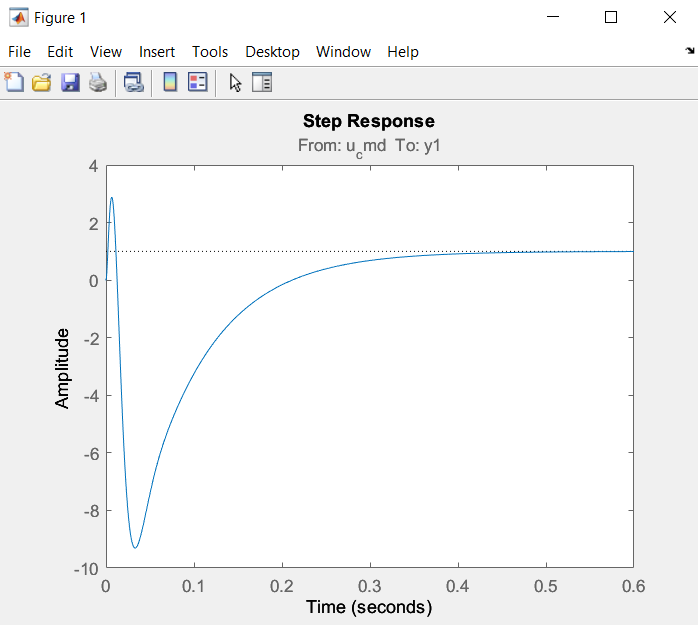 Figure 1
File Edit View Insert Tools Desktop Window Help
Step Response
From: u_cmd To: y1
4
2
0
-2
-4
-6
-8
-10
Amplitude
0 0.1 0.2 0.3 0.4 0.5 0.6
Time (seconds)